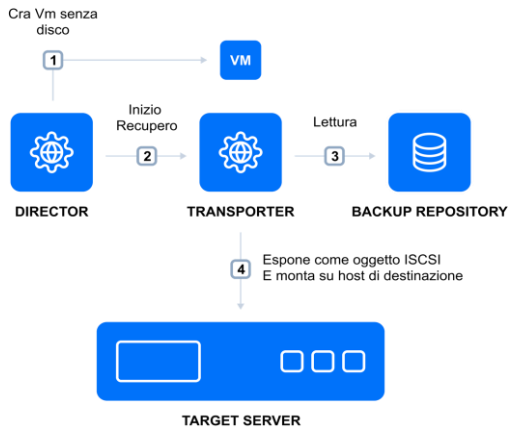 Cra Vm senza
disco
1
VM
Inizio
Recupero
2
Lettura
3
DIRECTOR
TRANSPORTER
BACKUP REPOSITORY
4
Espone come oggetto ISCSI
E monta su host di destinazione
TARGET SERVER